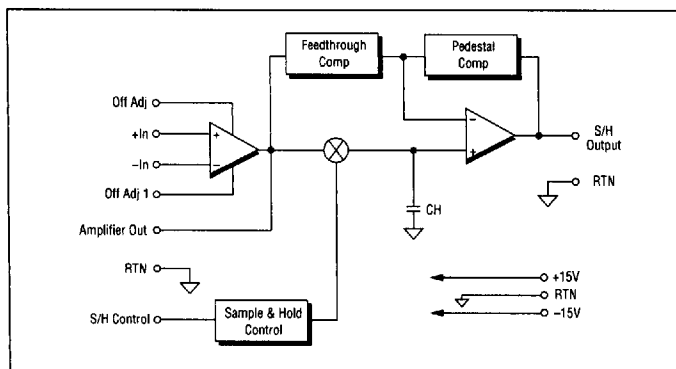 Feedthrough
Comp
Pedestal
Comp
Off Adj
+In
–In
Off Adj 1
Amplifier Out
RTN
S/H Control
Sample & Hold
Control
+
–
–
+
CH
S/H
Output
RTN
+15V
RTN
–15V